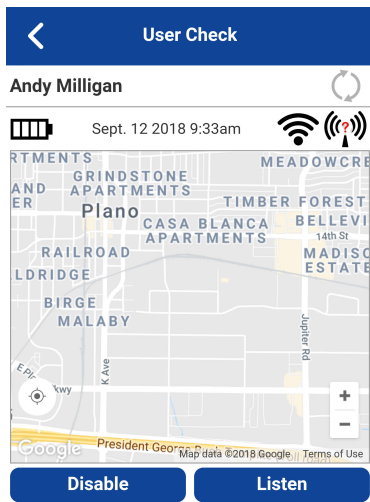 User Check
Andy Milligan
Sept. 12 2018 9:33am
?
RTMENTS
MEADOWCRE
GRINDSTONE
APARTMENTS
AND
ER
TIMBER FOREST
Plano
CASA BLANCA
APARTMENTS
BELLEVI
14th St
RAILROAD
MADISO
ESTATE
LDRIDGE
BIRGE
MALABY
K Ave
Jupiter Rd
E Pl
kwy
+
−
Google
President George
Map data ©2018 Google
Terms of Use
Disable
Listen